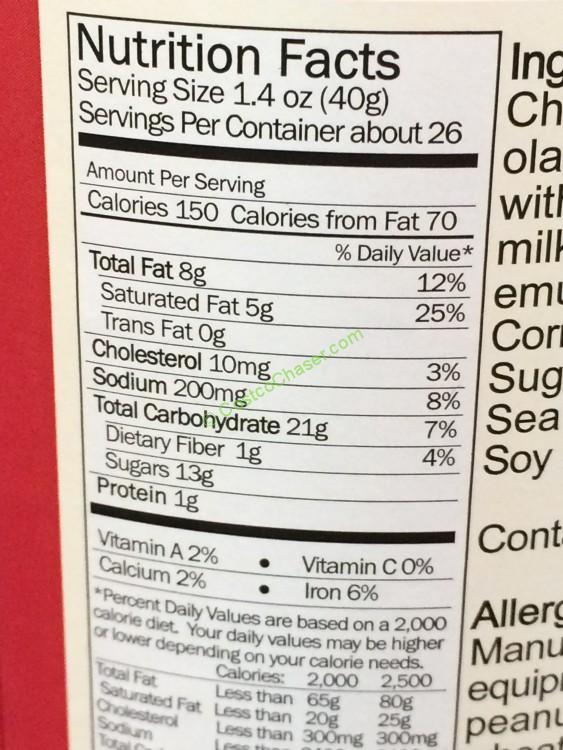 Nutrition Facts
Serving Size 1.4 oz (40g)
Servings Per Container about 26
Amount Per Serving
Calories 150 Calories from Fat 70
% Daily Value*
Total Fat 8g 12%
Saturated Fat 5g 25%
Trans Fat 0g
Cholesterol 10mg 3%
Sodium 200mg 8%
Total Carbohydrate 21g 7%
Dietary Fiber 1g 4%
Sugars 13g
Protein 1g
Vitamin A 2% • Vitamin C 0%
Calcium 2% • Iron 6%
*Percent Daily Values are based on a 2,000
calorie diet. Your daily values may be higher
or lower depending on your calorie needs.
Calories: 2,000 2,500
Total Fat Less than 65g 80g
Saturated Fat Less than 20g 25g
Cholesterol Less than 300mg 300mg
Sodium
CostcoChaser.com
Ing
Ch
ola
with
milk
Sug
Sea
Soy
Cont
Allerg
Manu
equip
peanu